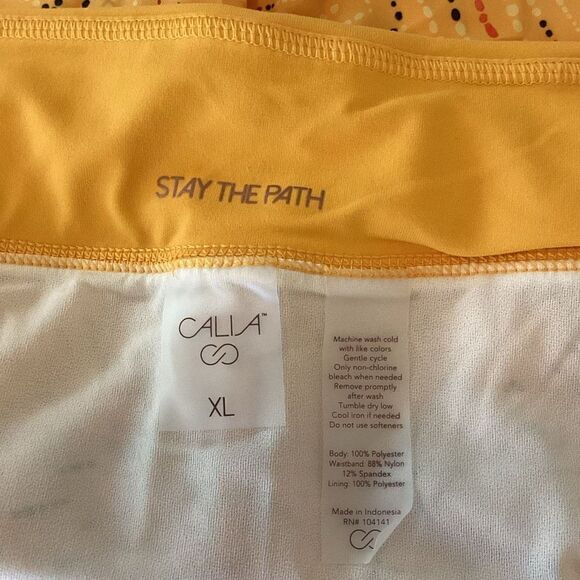 STAY THE PATH
CALIA™
XL
Machine wash cold
with like colors
Gentle cycle
Only non-chlorine
bleach when needed
Remove promptly
after wash
Tumble dry low
Cool iron if needed
Do not use softeners
Body: 100% Polyester
Waistband: 88% Nylon
12% Spandex
Lining: 100% Polyester
Made in Indonesia
RN# 104141